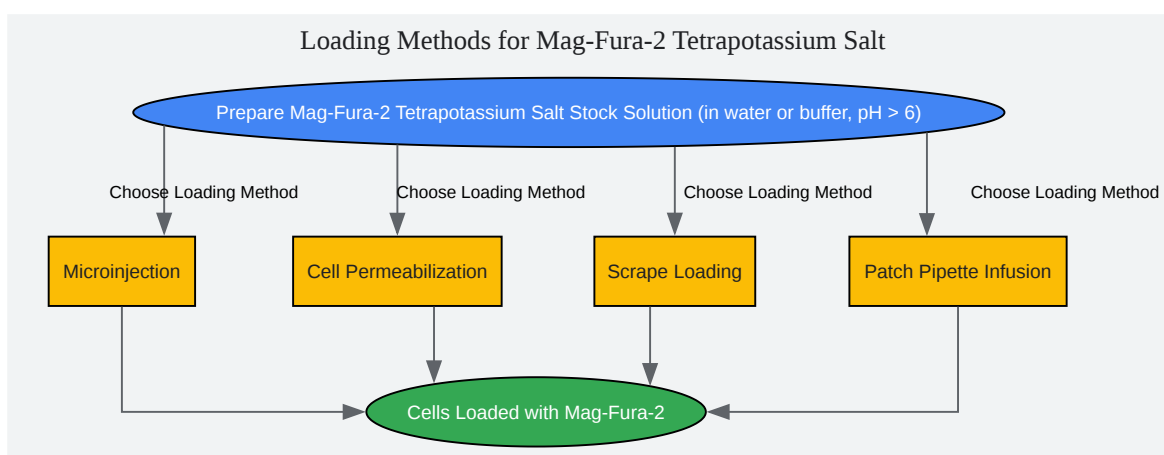 Loading Methods for Mag-Fura-2 Tetrapotassium Salt
Prepare Mag-Fura-2 Tetrapotassium Salt Stock Solution (in water or buffer, pH > 6)
Choose Loading Method
Choose Loading Method
Choose Loading Method
Choose Loading Method
Microinjection
Cell Permeabilization
Scrape Loading
Patch Pipette Infusion
Cells Loaded with Mag-Fura-2